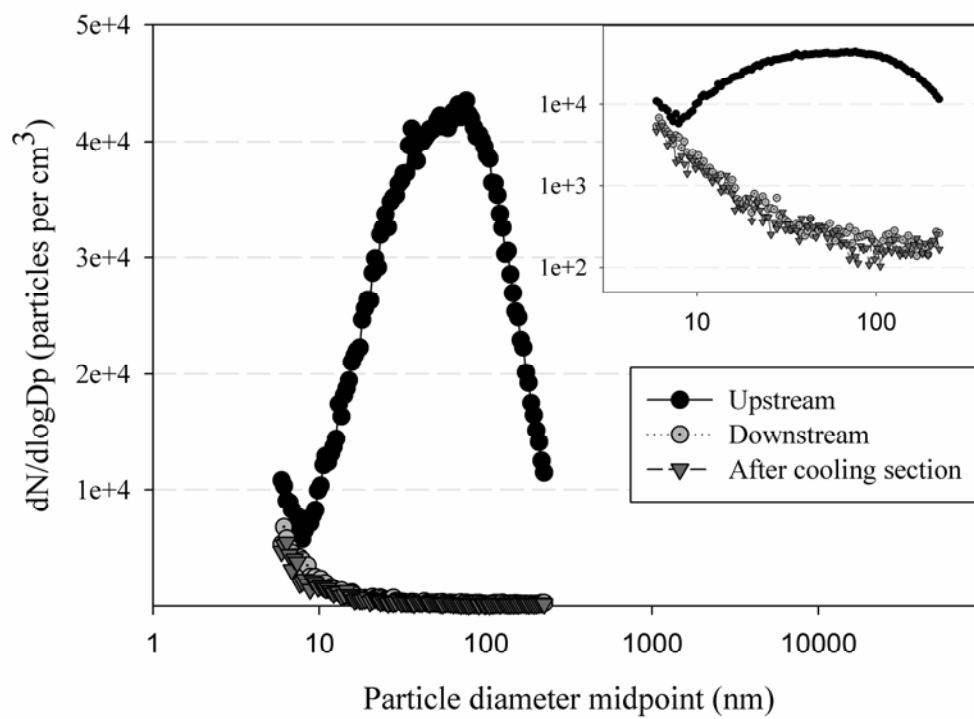 5e+4
4e+4
3e+4
2e+4
1e+4
dN/dlogDp (particles per cm3)
1 10 100 1000 10000
Particle diameter midpoint (nm)
1e+4
1e+3
1e+2
10 100
Upstream
Downstream
After cooling section